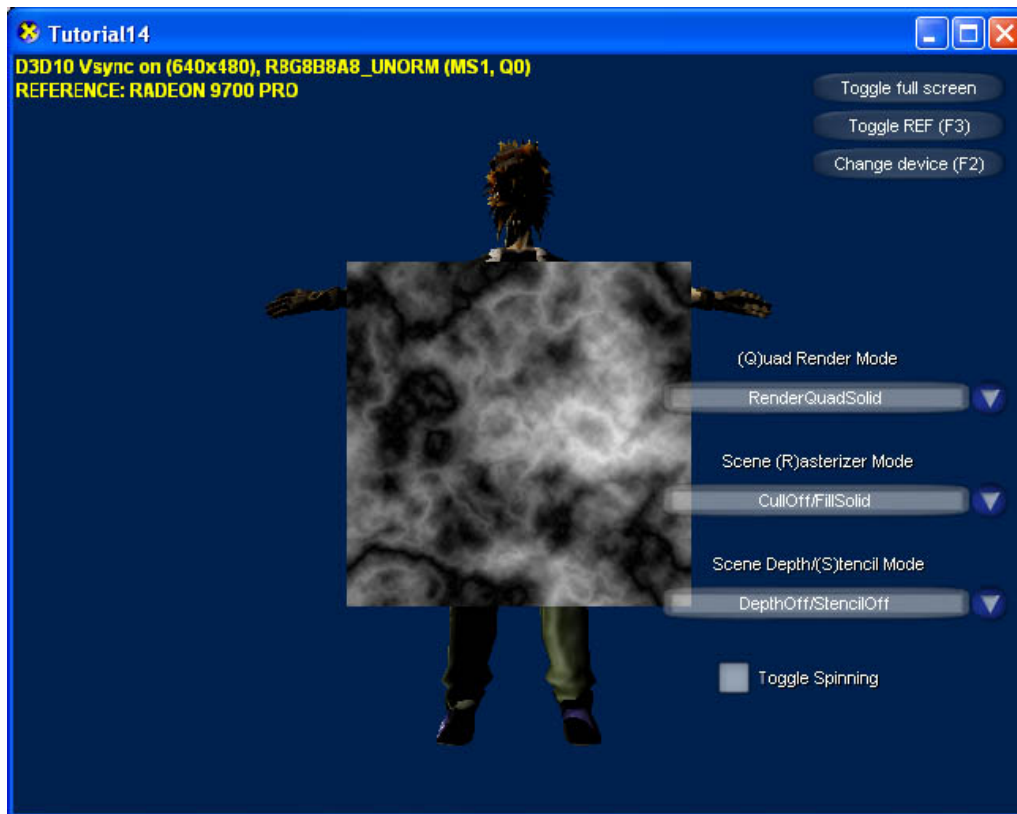 Tutorial14
D3D10 Vsync on (640x480), R8G8B8A8_UNORM (MS1, Q0)
REFERENCE: RADEON 9700 PRO
Toggle full screen
Toggle REF (F3)
Change device (F2)
(Q)uad Render Mode
RenderQuadSolid
Scene (R)asterizer Mode
CullOff/FillSolid
Scene Depth/(S)tencil Mode
DepthOff/StencilOff
Toggle Spinning